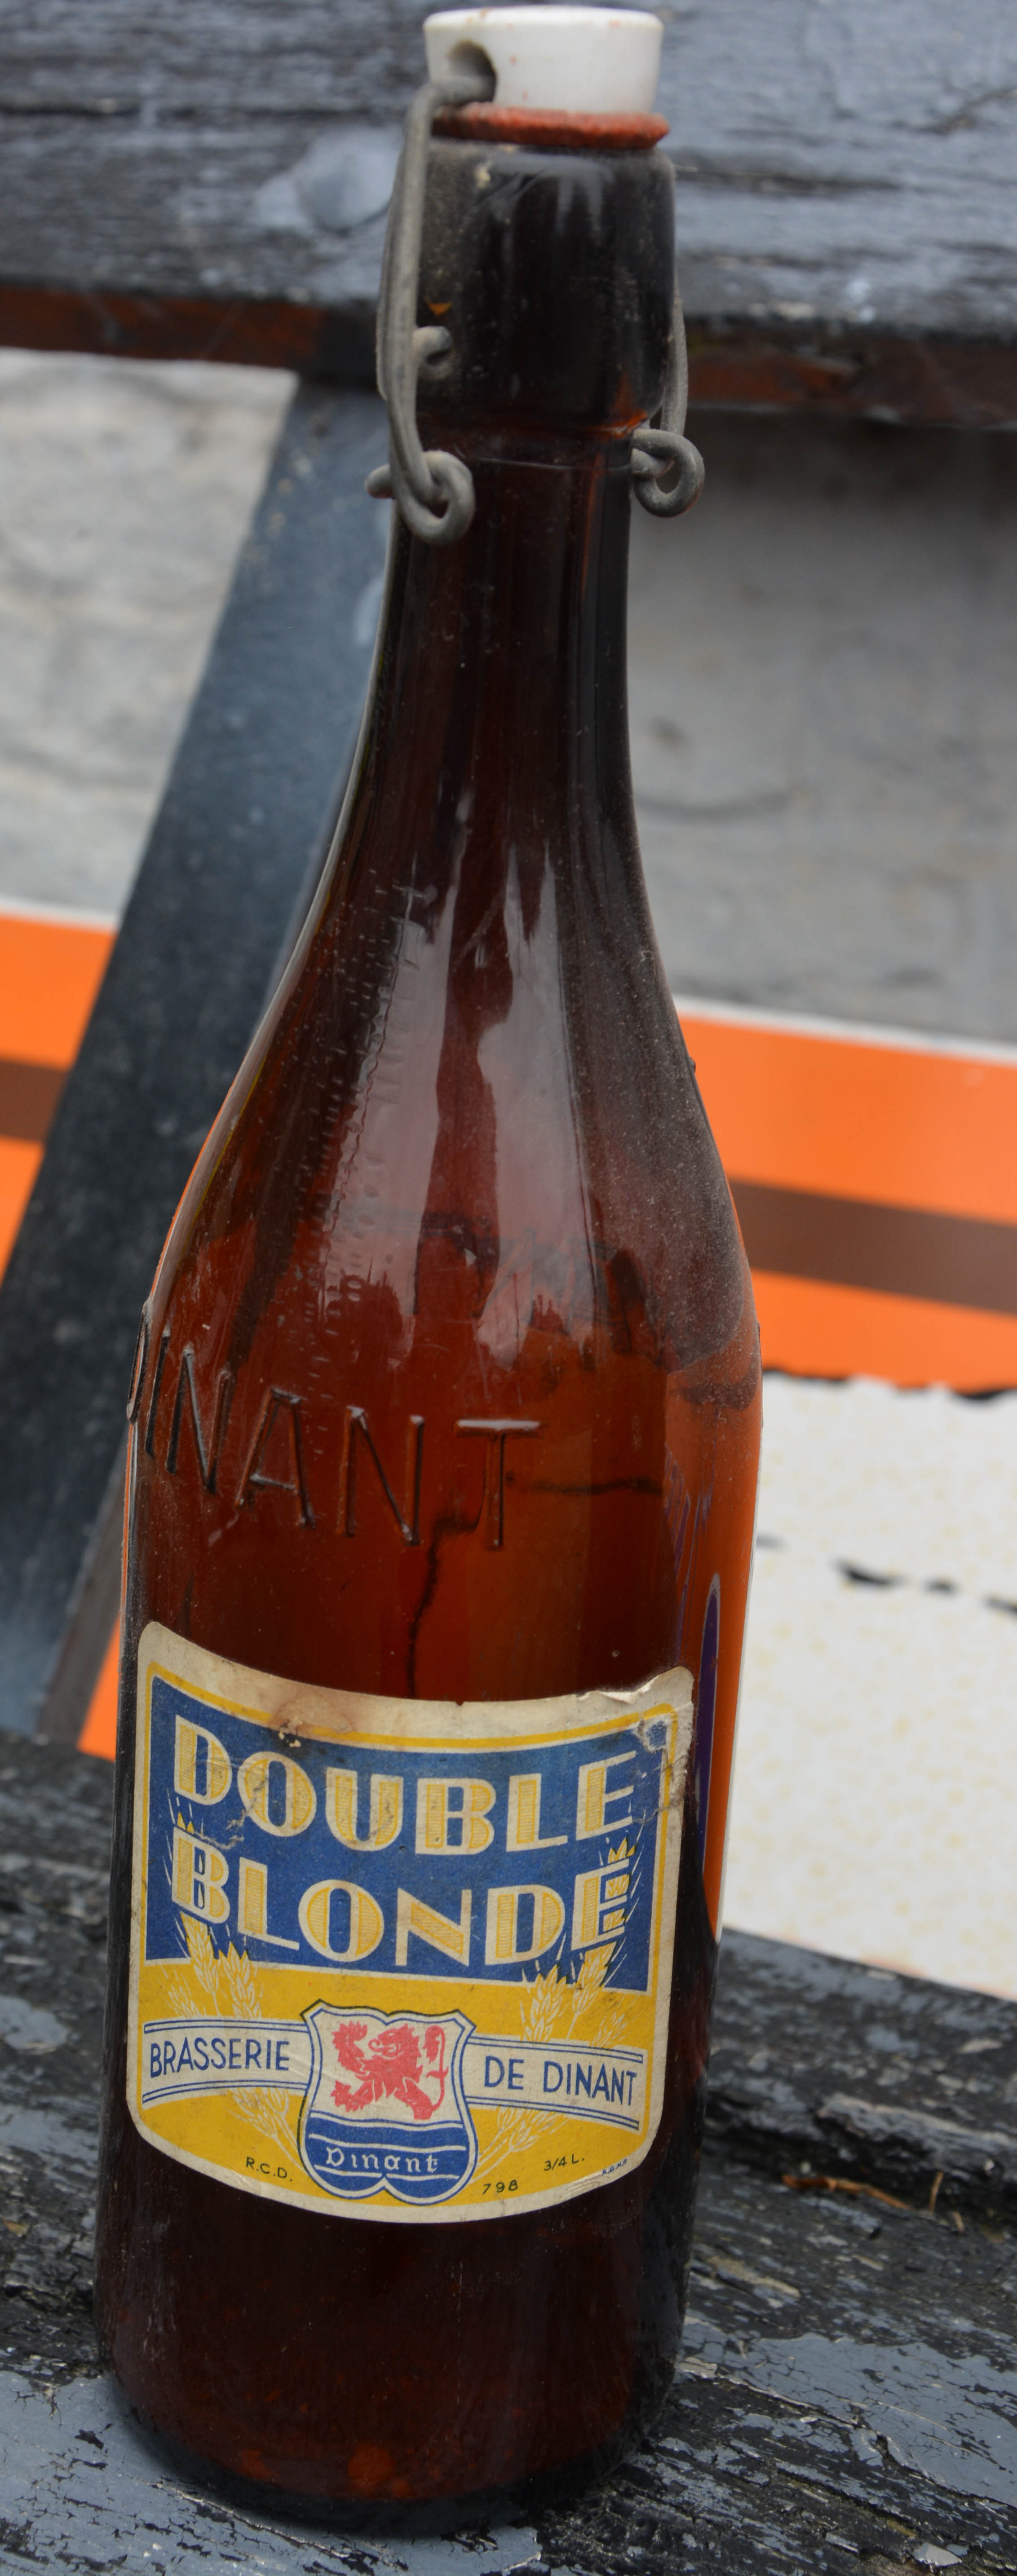 DINANT
DOUBLE
BLONDE
BRASSERIE DE DINANT
Dinant
R.C.D. 798 3/4 L.